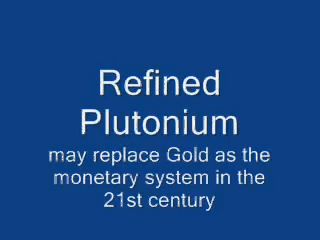 Refined
Plutonium
may replace Gold as the
monetary system in the
21st century